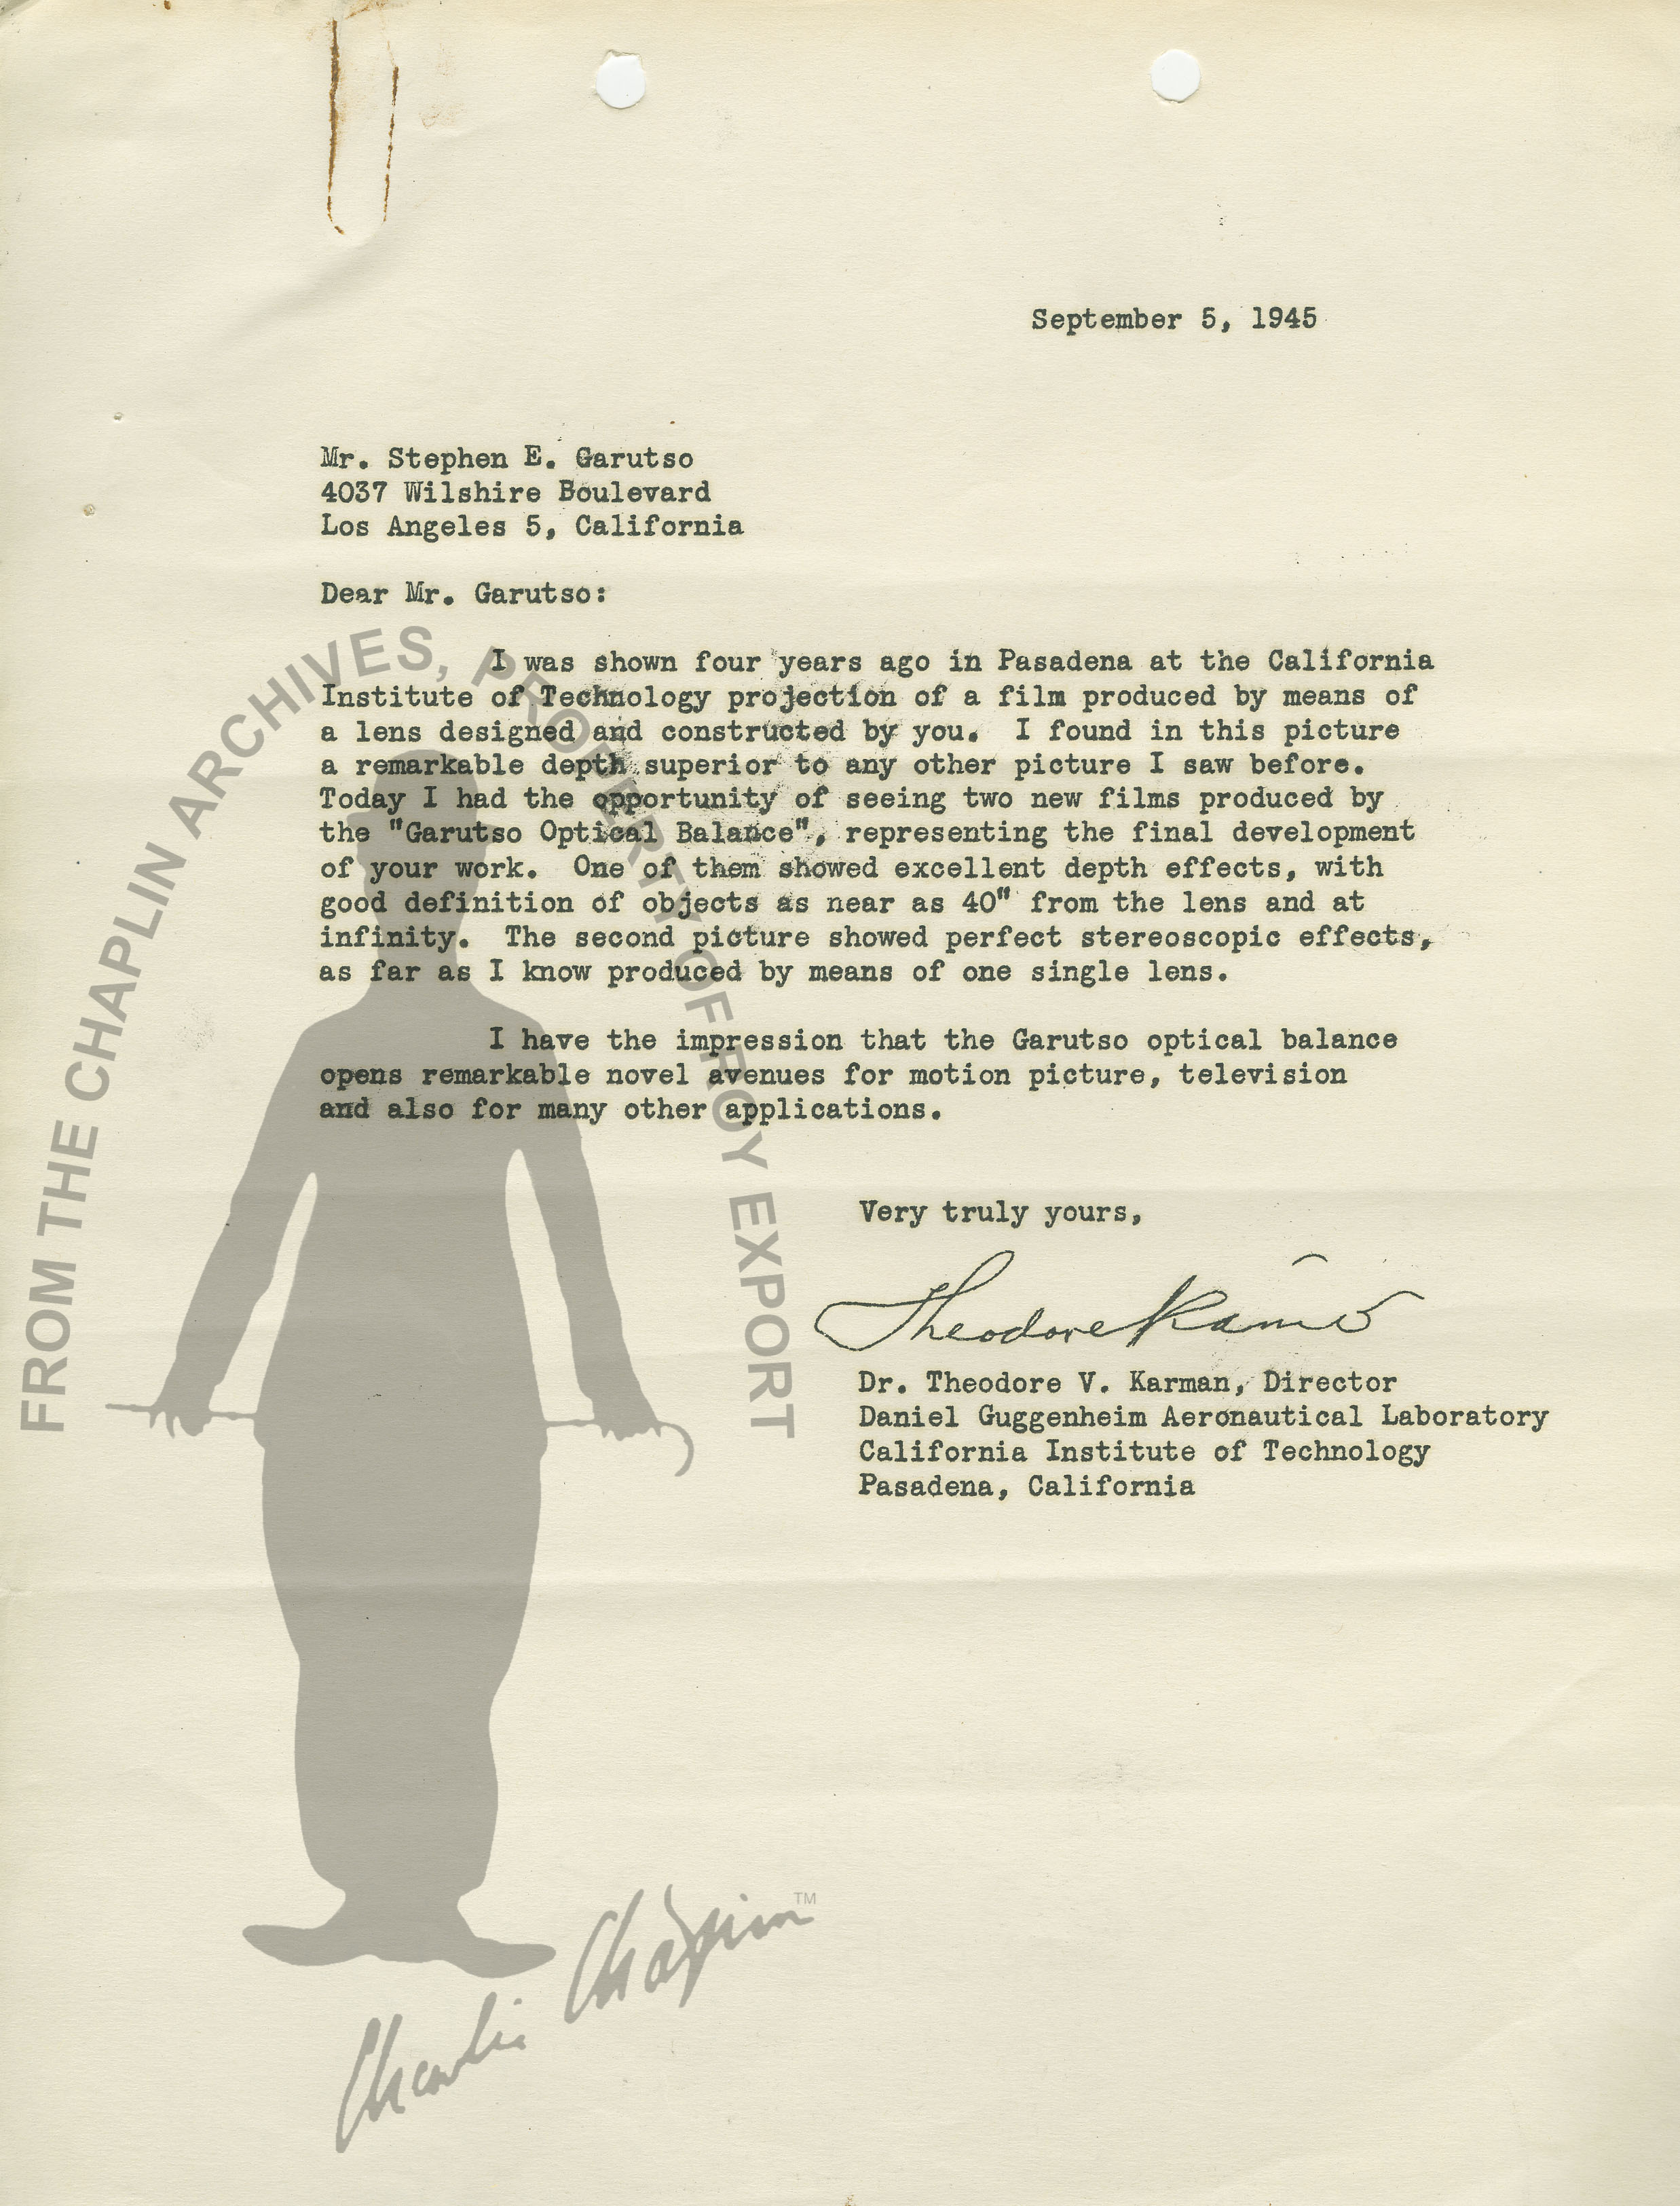 September 5, 1945
Mr. Stephen E. Garutso
4037 Wilshire Boulevard
Los Angeles 5, California
Dear Mr. Garutso:
I was shown four years ago in Pasadena at the California
Institute of Technology projection of a film produced by means of
a lens designed and constructed by you. I found in this picture
a remarkable depth superior to any other picture I saw before.
Today I had the opportunity of seeing two new films produced by
the "Garutso Optical Balance", representing the final development
of your work. One of them showed excellent depth effects, with
good definition of objects as near as 40" from the lens and at
infinity. The second picture showed perfect stereoscopic effects,
as far as I know produced by means of one single lens.
I have the impression that the Garutso optical balance
opens remarkable novel avenues for motion picture, television
and also for many other applications.
Very truly yours,
Theodore Kármán
Dr. Theodore V. Karman, Director
Daniel Guggenheim Aeronautical Laboratory
California Institute of Technology
Pasadena, California
FROM THE CHAPLIN ARCHIVES, PROPERTY OF ROY EXPORT
Charlie Chaplin TM